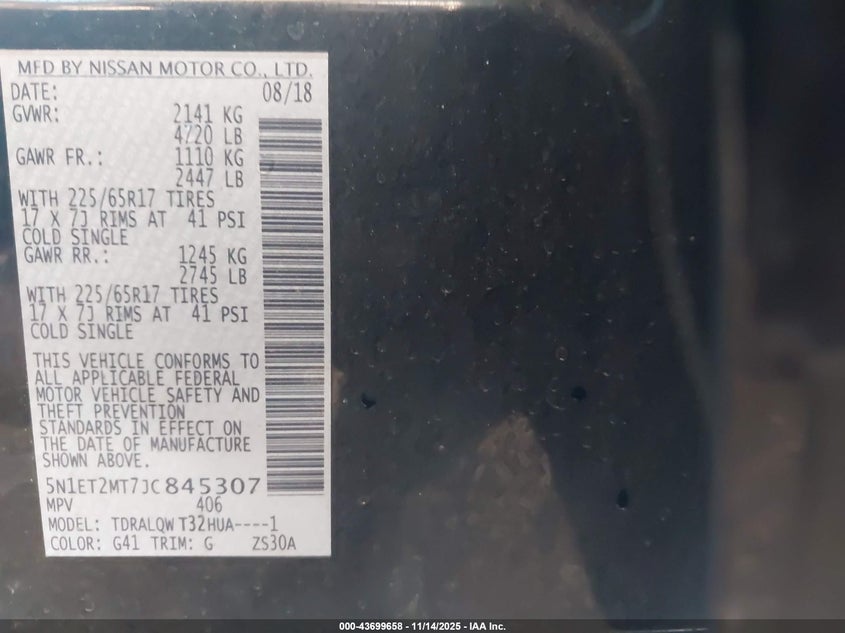 MFD BY NISSAN MOTOR CO., LTD.
DATE: 08/18
GVWR: 2141 KG
4720 LB
GAWR FR.: 1110 KG
2447 LB
WITH 225/65R17 TIRES
17 X 7J RIMS AT 41 PSI
COLD SINGLE
GAWR RR.: 1245 KG
2745 LB
WITH 225/65R17 TIRES
17 X 7J RIMS AT 41 PSI
COLD SINGLE
THIS VEHICLE CONFORMS TO
ALL APPLICABLE FEDERAL
MOTOR VEHICLE SAFETY AND
THEFT PREVENTION
STANDARDS IN EFFECT ON
THE DATE OF MANUFACTURE
SHOWN ABOVE.
5N1ET2MT7JC845307
MPV 406
MODEL: TDRALQW T32HUA----1
COLOR: G41 TRIM: G ZS30A
000-43699658 - 11/14/2025 - IAA Inc.